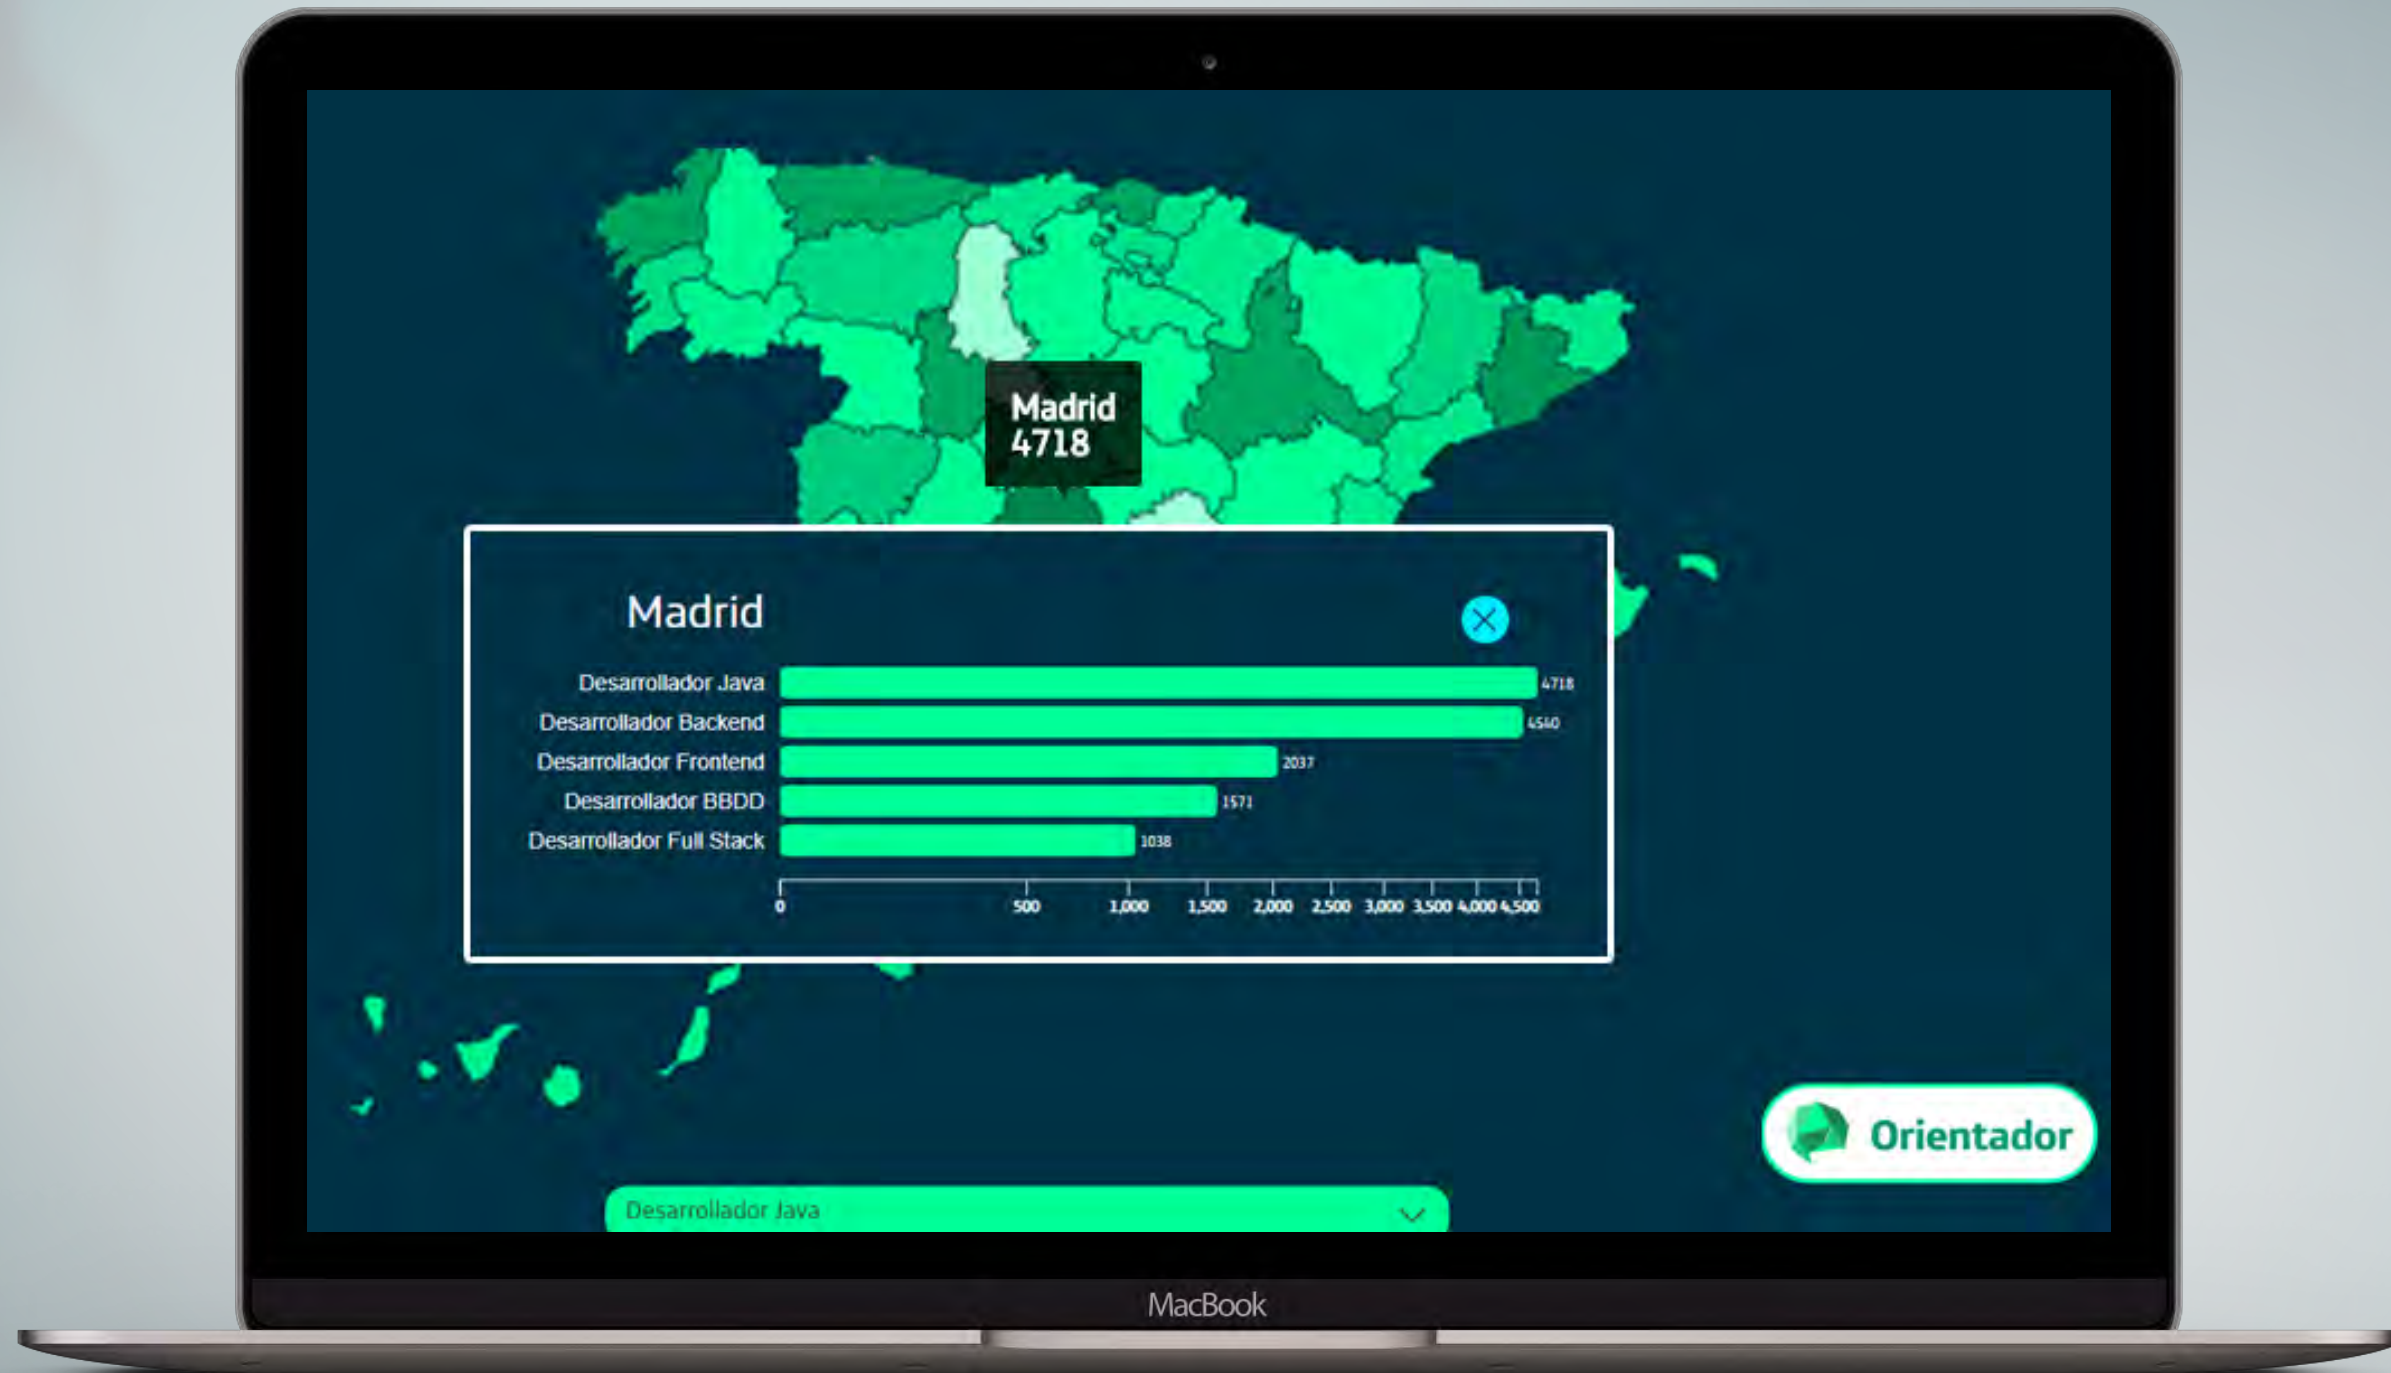 Madrid
4718
Madrid
Desarrollador Java 4718
Desarrollador Backend 4540
Desarrollador Frontend 2037
Desarrollador BBDD 1571
Desarrollador Full Stack 1038
0 500 1,000 1,500 2,000 2,500 3,000 3,500 4,000 4,500
Orientador
Desarrollador Java
MacBook